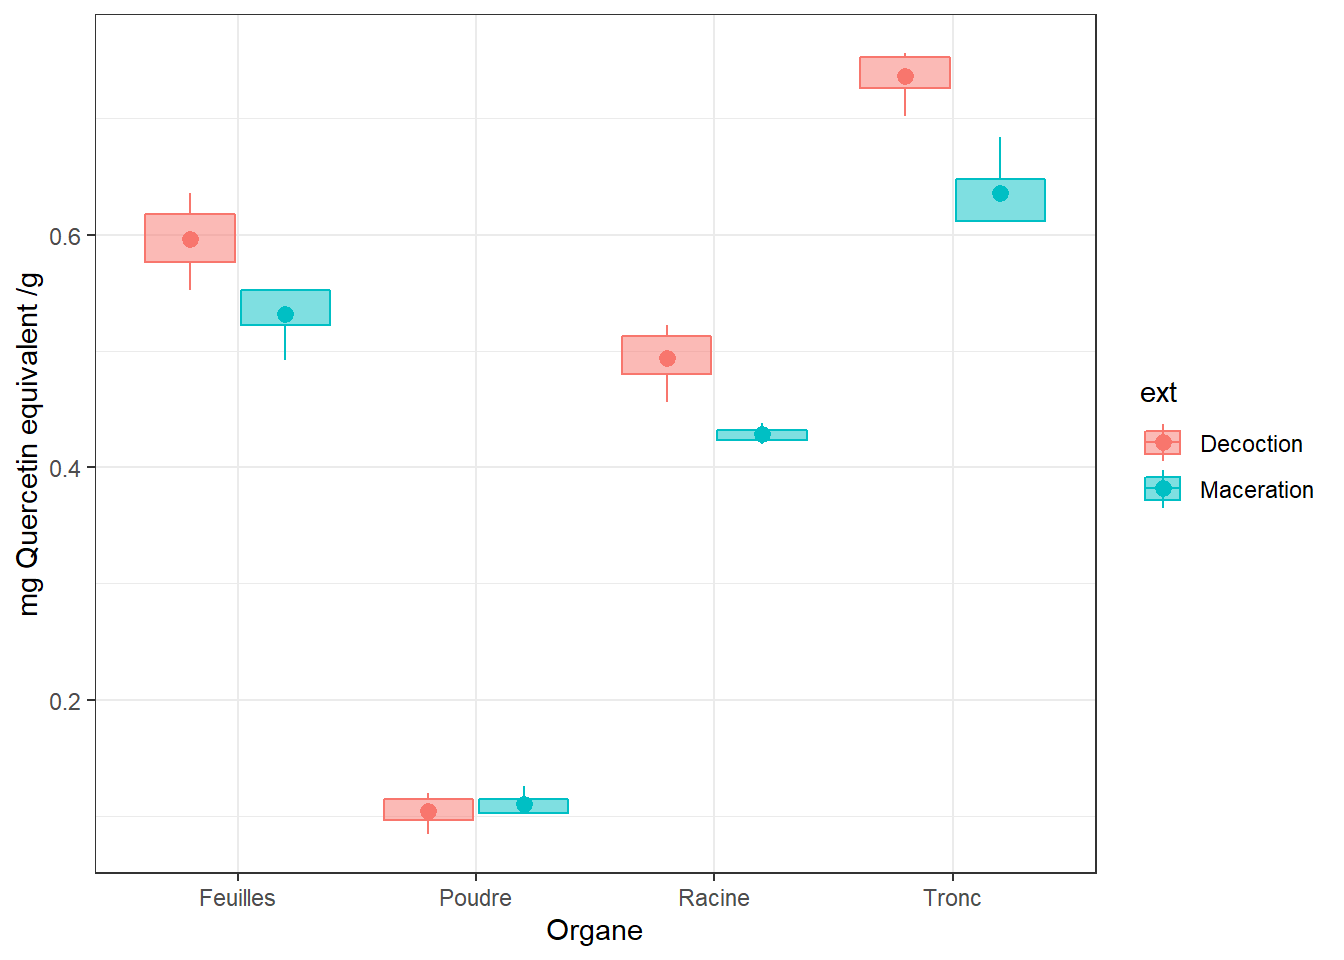 mg Quercetin equivalent /g
0.6
0.4
0.2
Feuilles
Poudre
Racine
Tronc
Organe
ext
Decoction
Maceration